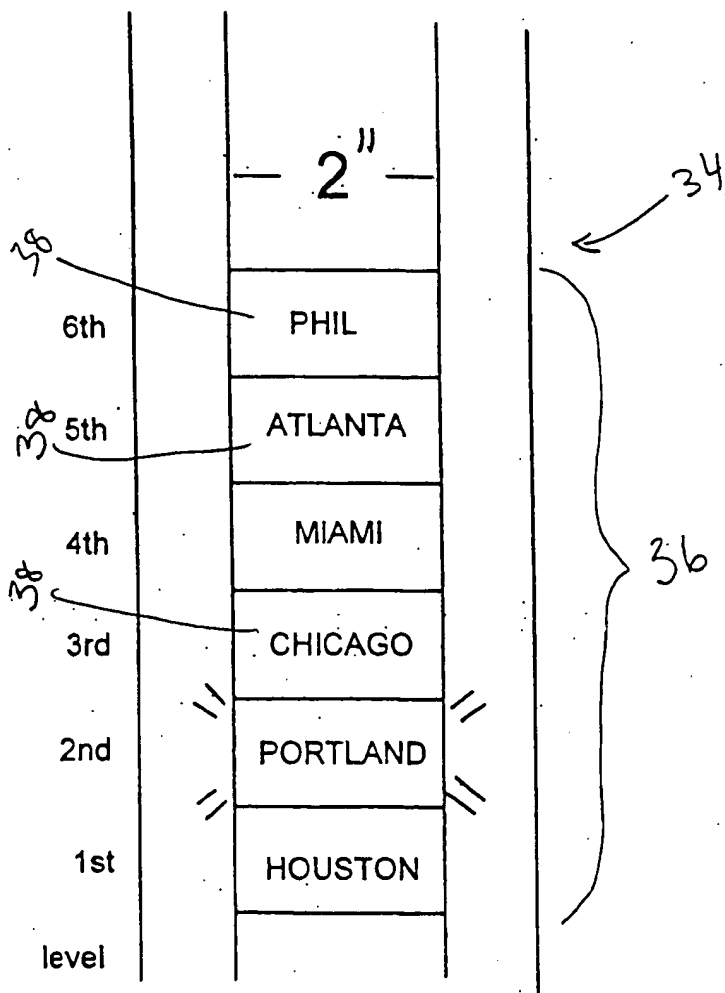 2"
34
38
6th PHIL
38 5th ATLANTA
4th MIAMI
36
38
3rd CHICAGO
2nd PORTLAND
1st HOUSTON
level